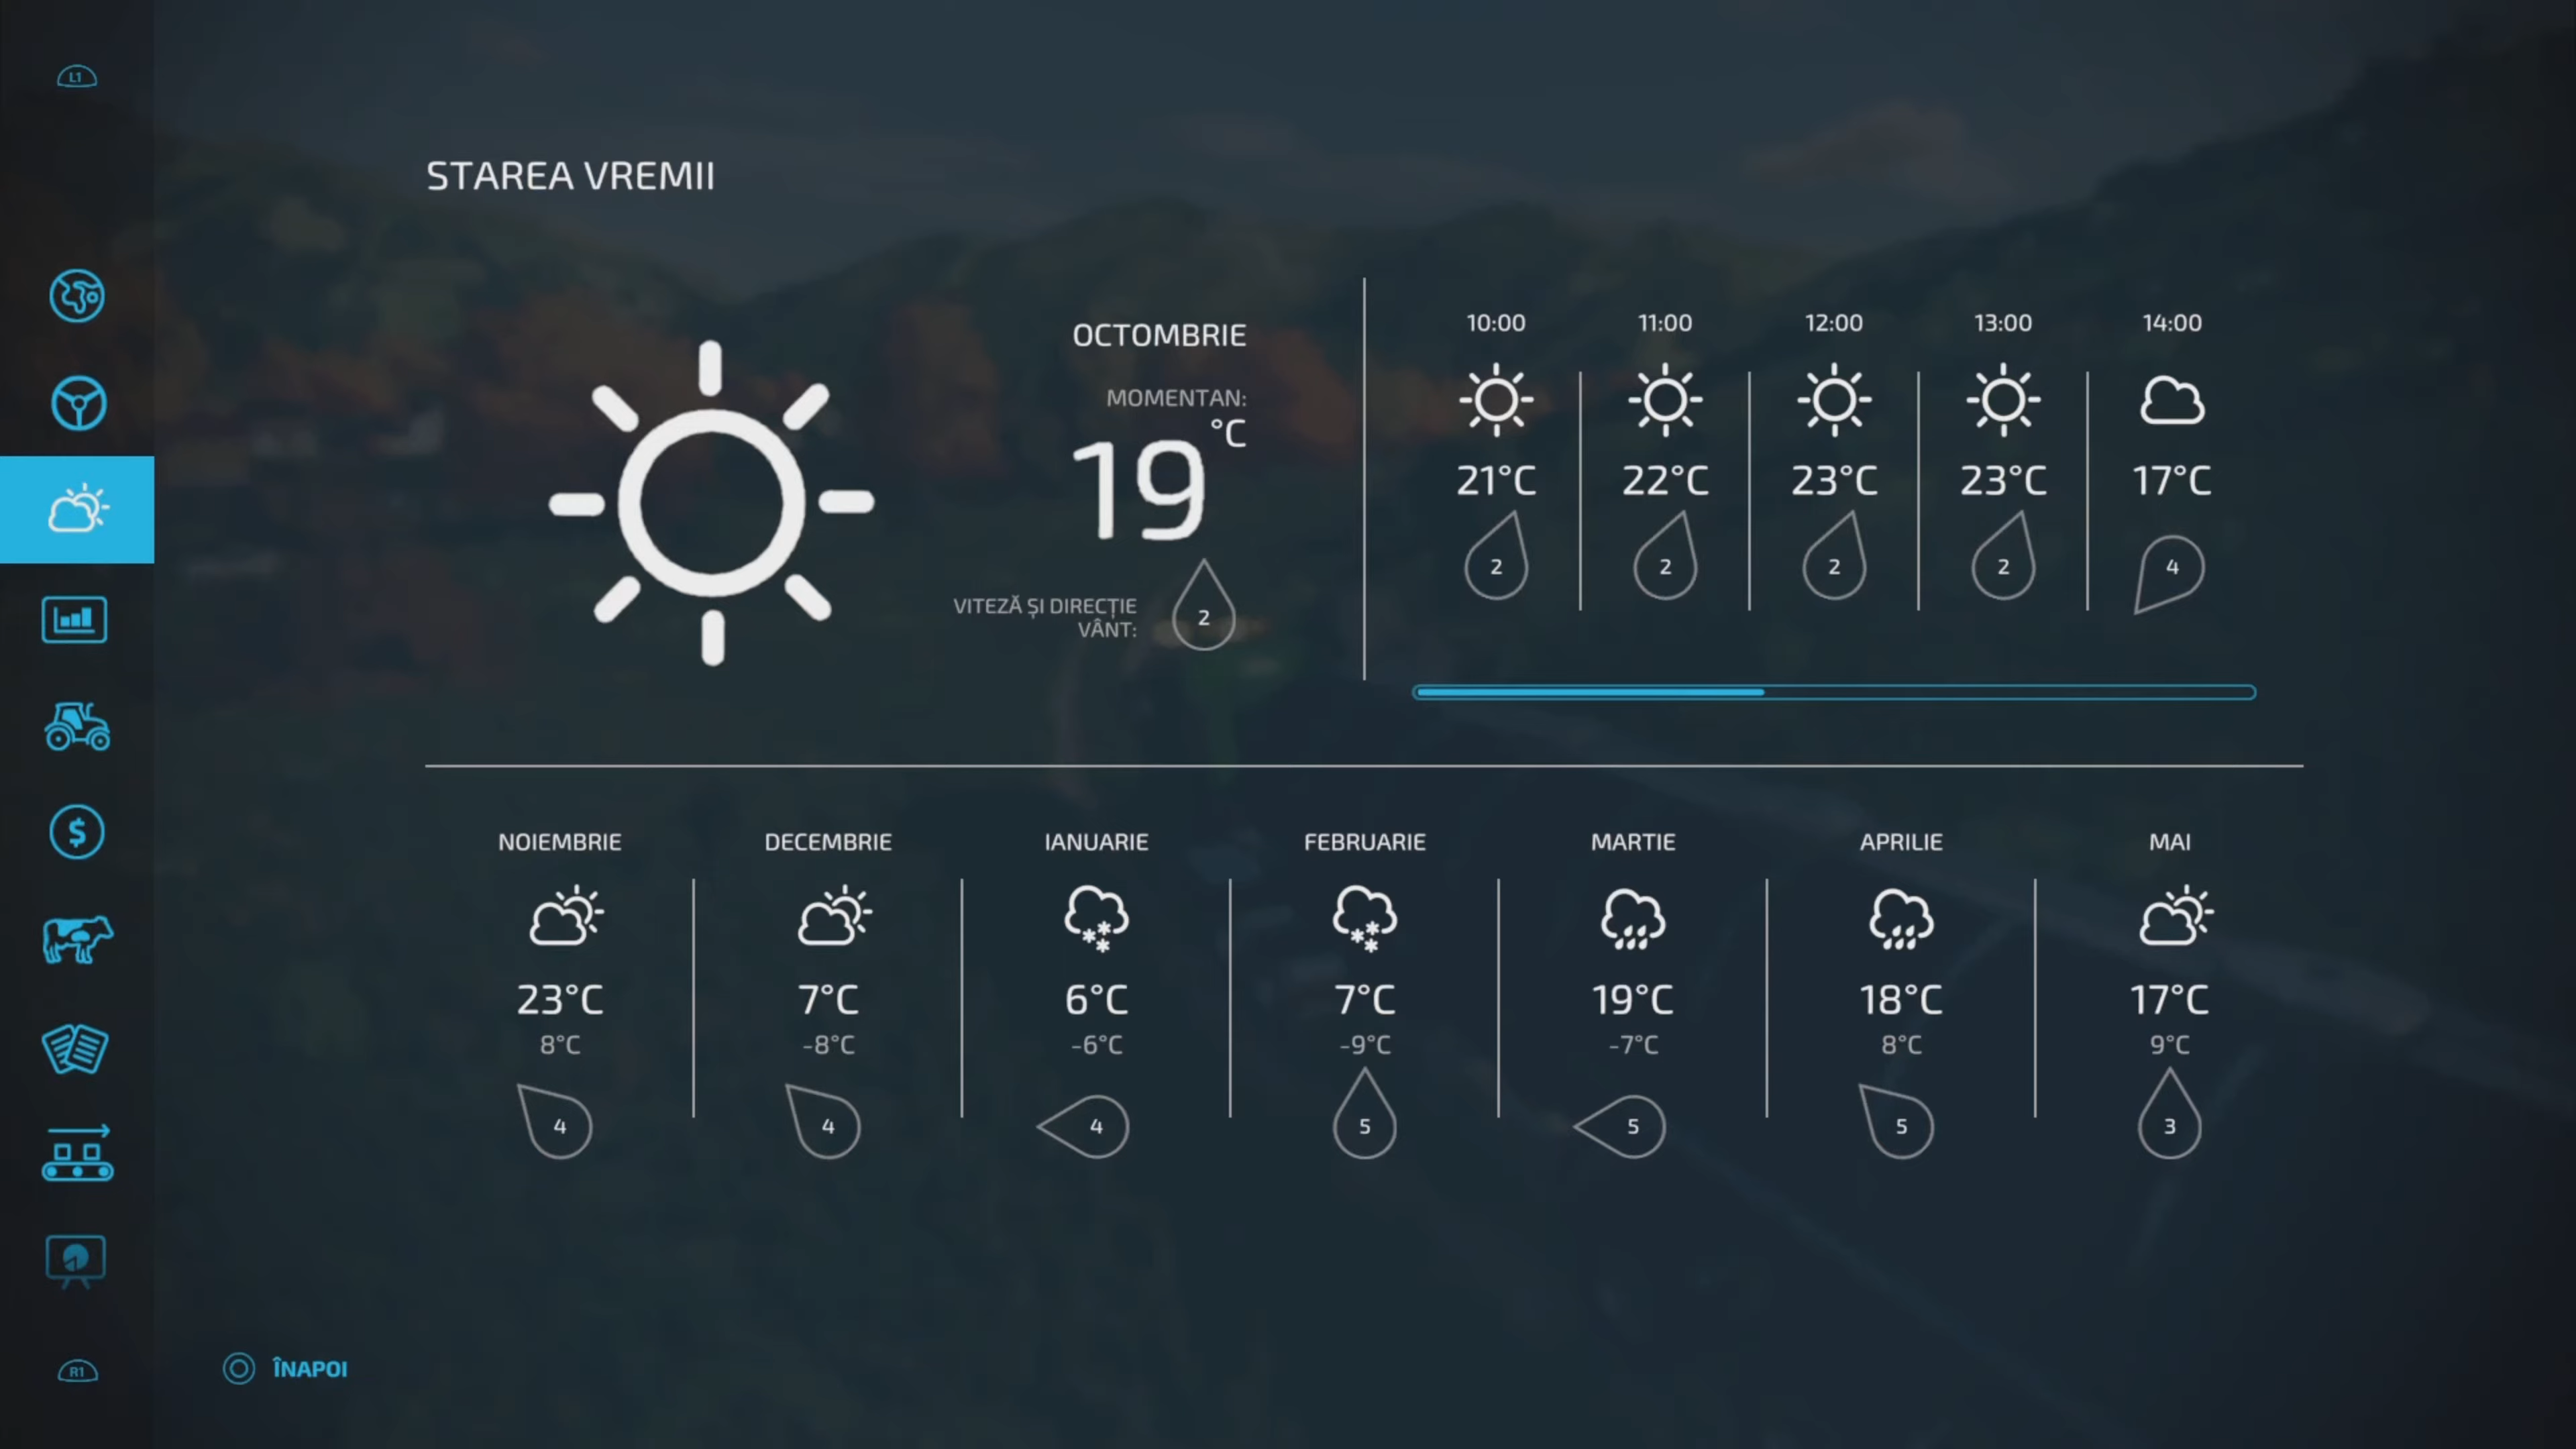 L1
STAREA VREMII
OCTOMBRIE
MOMENTAN:
19 °C
VITEZĂ ȘI DIRECȚIE
VÂNT:
2
10:00 11:00 12:00 13:00 14:00
21°C 22°C 23°C 23°C 17°C
2 2 2 2 4
NOIEMBRIE DECEMBRIE IANUARIE FEBRUARIE MARTIE APRILIE MAI
23°C 7°C 6°C 7°C 19°C 18°C 17°C
8°C -8°C -6°C -9°C -7°C 8°C 9°C
4 4 4 5 5 5 3
$
R1
ÎNAPOI